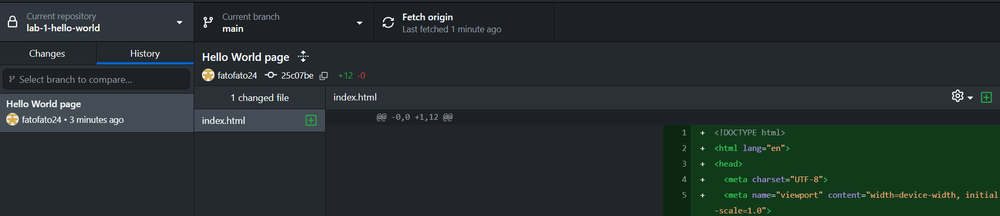 Current repository
lab-1-hello-world
Current branch
main
Fetch origin
Last fetched 1 minute ago
Changes
History
Select branch to compare...
Hello World page
fatofato24 • 3 minutes ago
Hello World page
fatofato24 25c07be +12 -0
1 changed file
index.html
index.html
@@ -0,0 +1,12 @@
1 + <!DOCTYPE html>
2 + <html lang="en">
3 + <head>
4 + <meta charset="UTF-8">
5 + <meta name="viewport" content="width=device-width, initial
-scale=1.0">